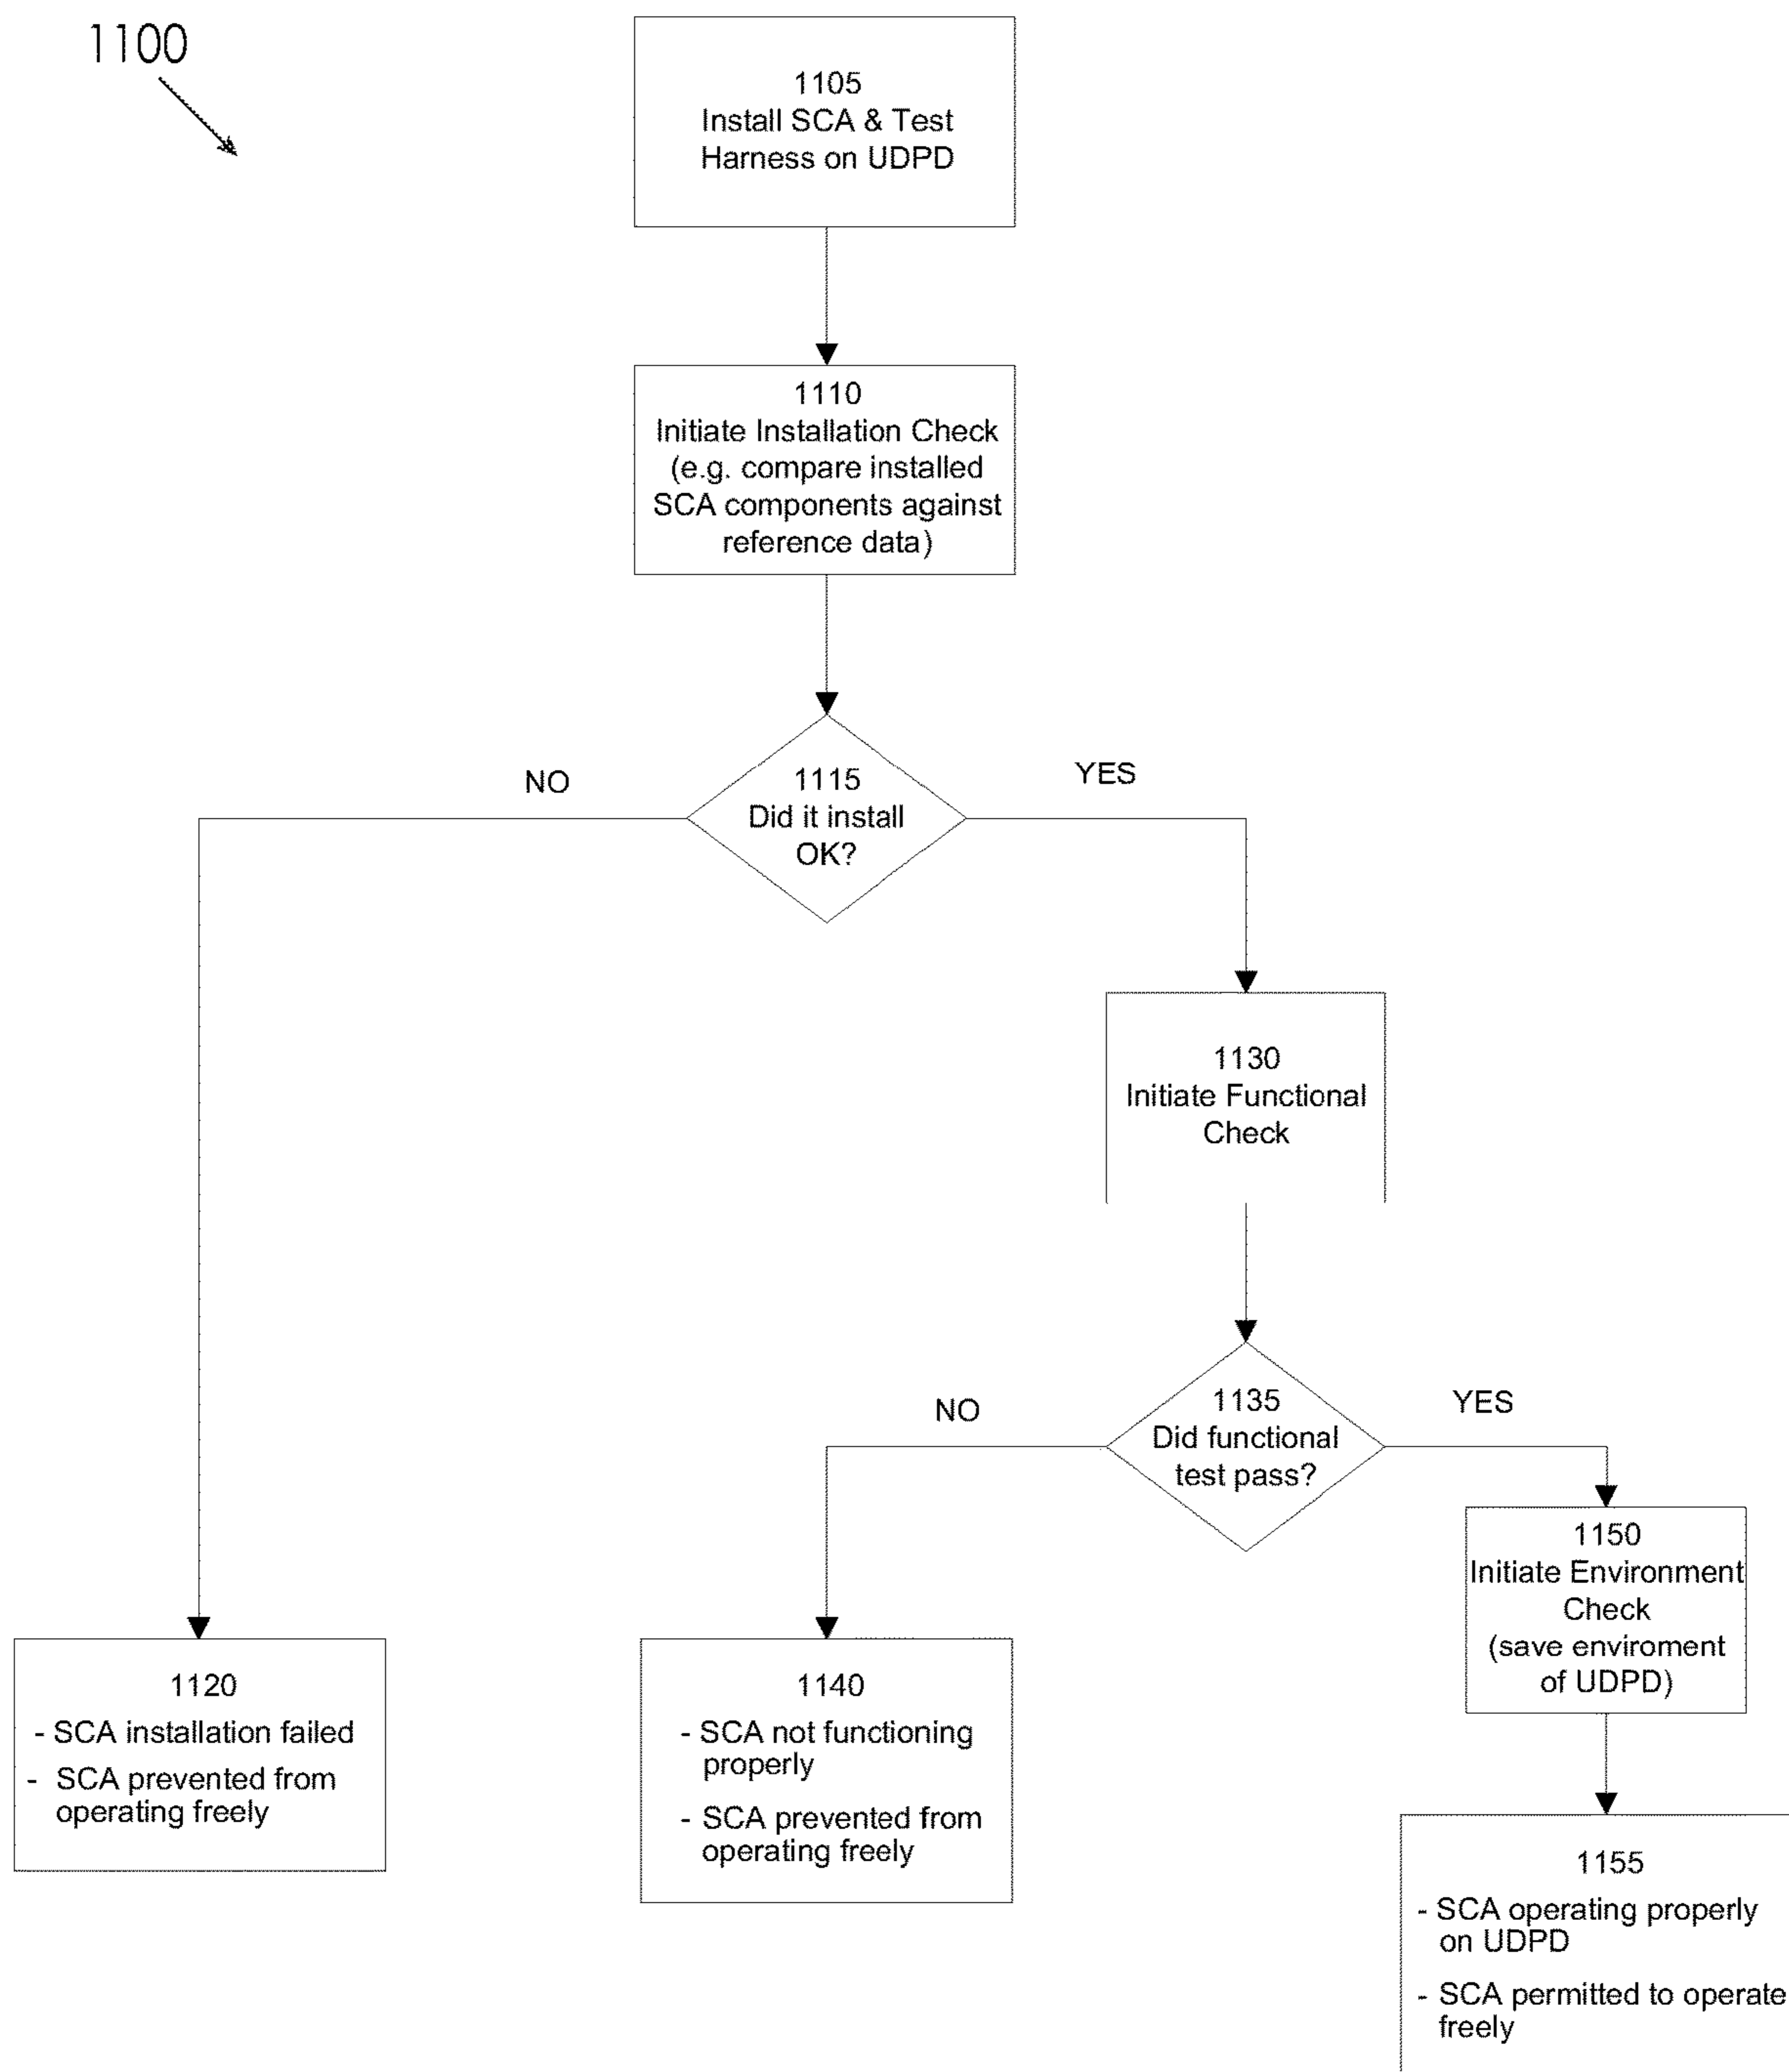 1100
1105
Install SCA & Test
Harness on UDPD
1110
Initiate Installation Check
(e.g. compare installed
SCA components against
reference data)
NO
1115
Did it install
OK?
YES
1130
Initiate Functional
Check
NO
1135
Did functional
test pass?
YES
1150
Initiate Environment
Check
(save enviroment
of UDPD)
1120
- SCA installation failed
- SCA prevented from
operating freely
1140
- SCA not functioning
properly
- SCA prevented from
operating freely
1155
- SCA operating properly
on UDPD
- SCA permitted to operate
freely